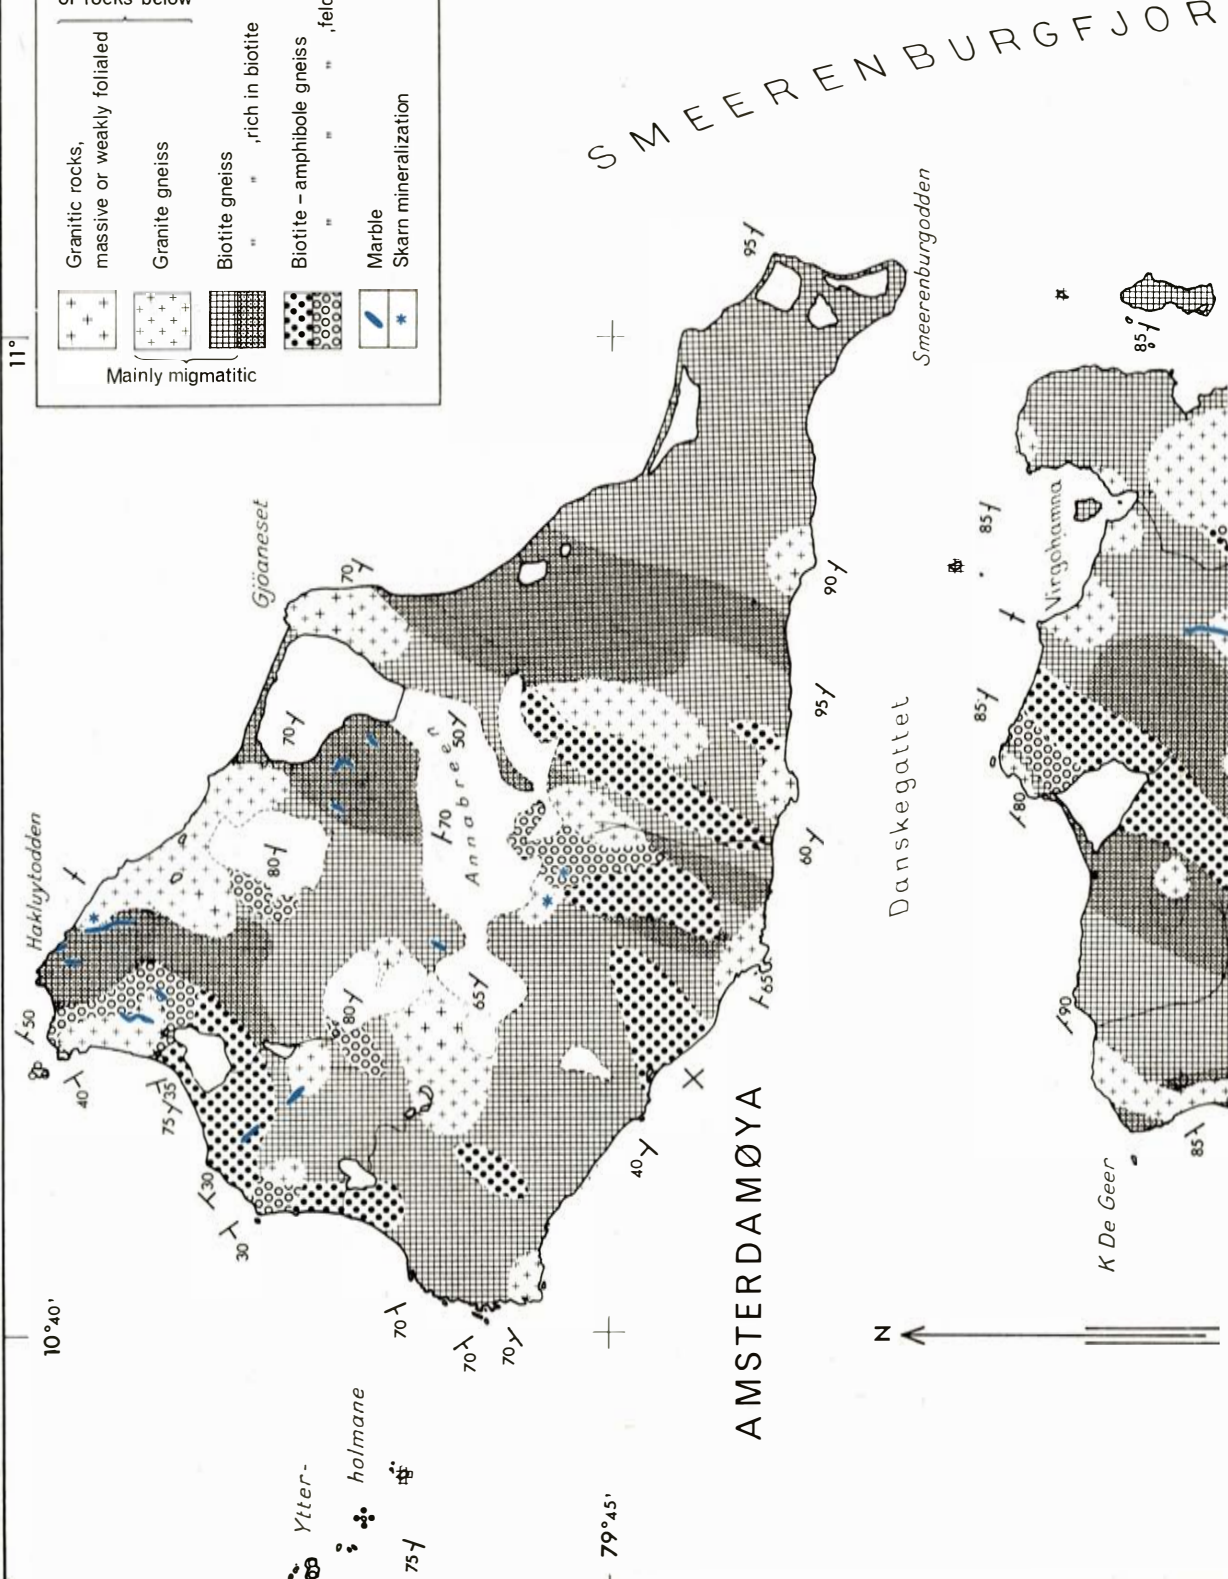 of rocks below
Granitic rocks,
massive or weakly foliated
Granite gneiss
Biotite gneiss
" " ,rich in biotite
Biotite – amphibole gneiss
" " "
Marble
Skarn mineralization
Mainly migmatitic
11°
10°40'
79°45'
SMEERENBURGFJOR
Smeerenburgodden
Gjöaneset
Hakluytodden
Annabreen
AMSTERDAMØYA
Danskegattet
Virgohamna
K De Geer
Ytter-
holmane
N
95
70
70
50
70
80
80
65
50
40
75
35
30
30
70
70
70
75
40
65
60
95
90
85
85
85
80
90
85